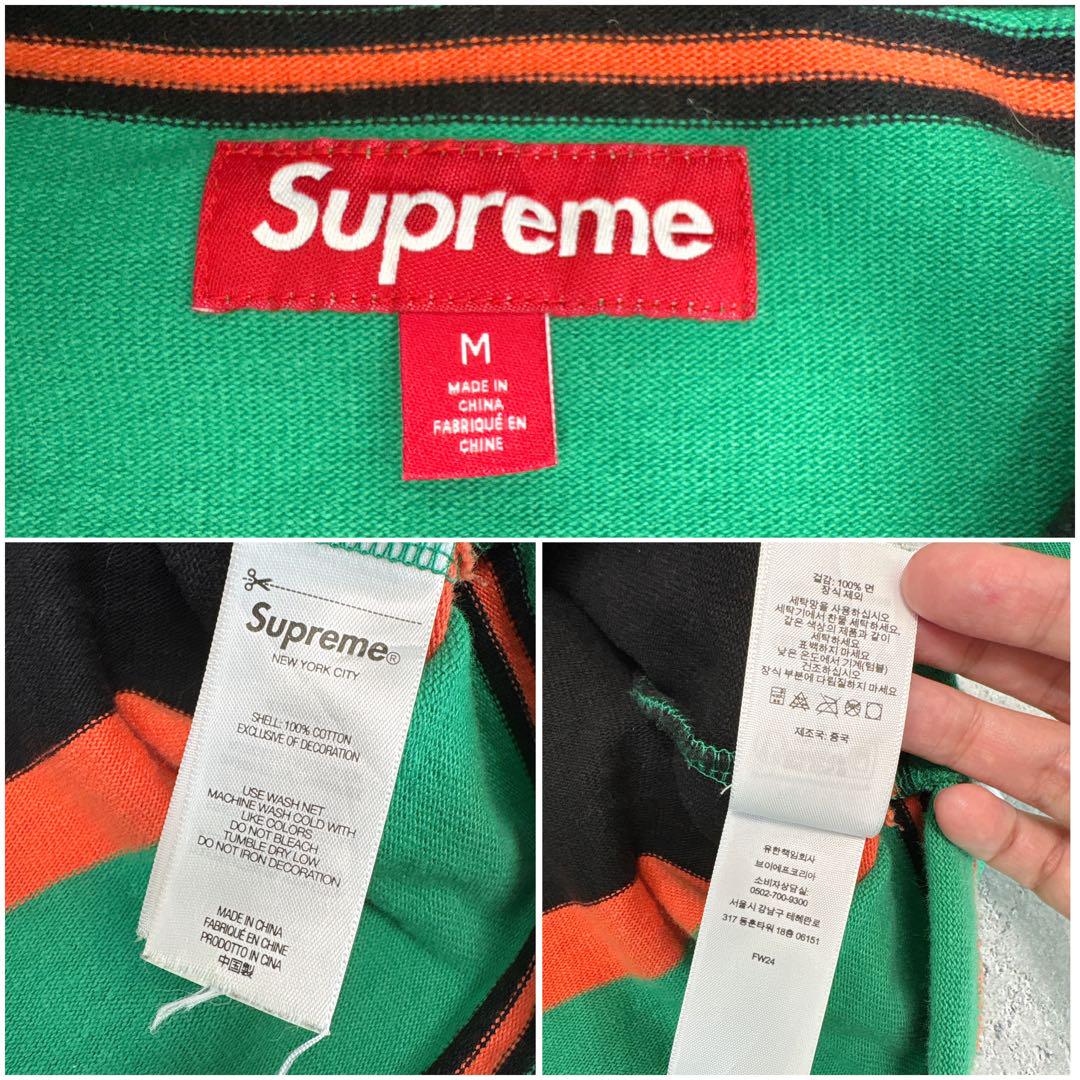 Supreme
M
MADE IN
CHINA
FABRIQUÉ EN
CHINE
Supreme®
NEW YORK CITY
SHELL: 100% COTTON
EXCLUSIVE OF DECORATION
USE WASH NET
MACHINE WASH COLD WITH
LIKE COLORS
DO NOT BLEACH
TUMBLE DRY LOW
DO NOT IRON DECORATION
MADE IN CHINA
FABRIQUÉ EN CHINE
PRODOTTO IN CINA
中国製
겉감: 100% 면
장식 제외
세탁망을 사용하십시오
세탁기에서 찬물 세탁하세요,
같은 색상의 제품과 같이
세탁하세요
표백하지 마세요
낮은 온도에서 기계(텀블)
건조하십시오
장식 부분에 다림질하지 마세요
제조국: 중국
유한책임회사
브이에프코리아
소비자상담실:
0502-700-9300
서울시 강남구 테헤란로
317 동훈타워 18층 06151
FW24